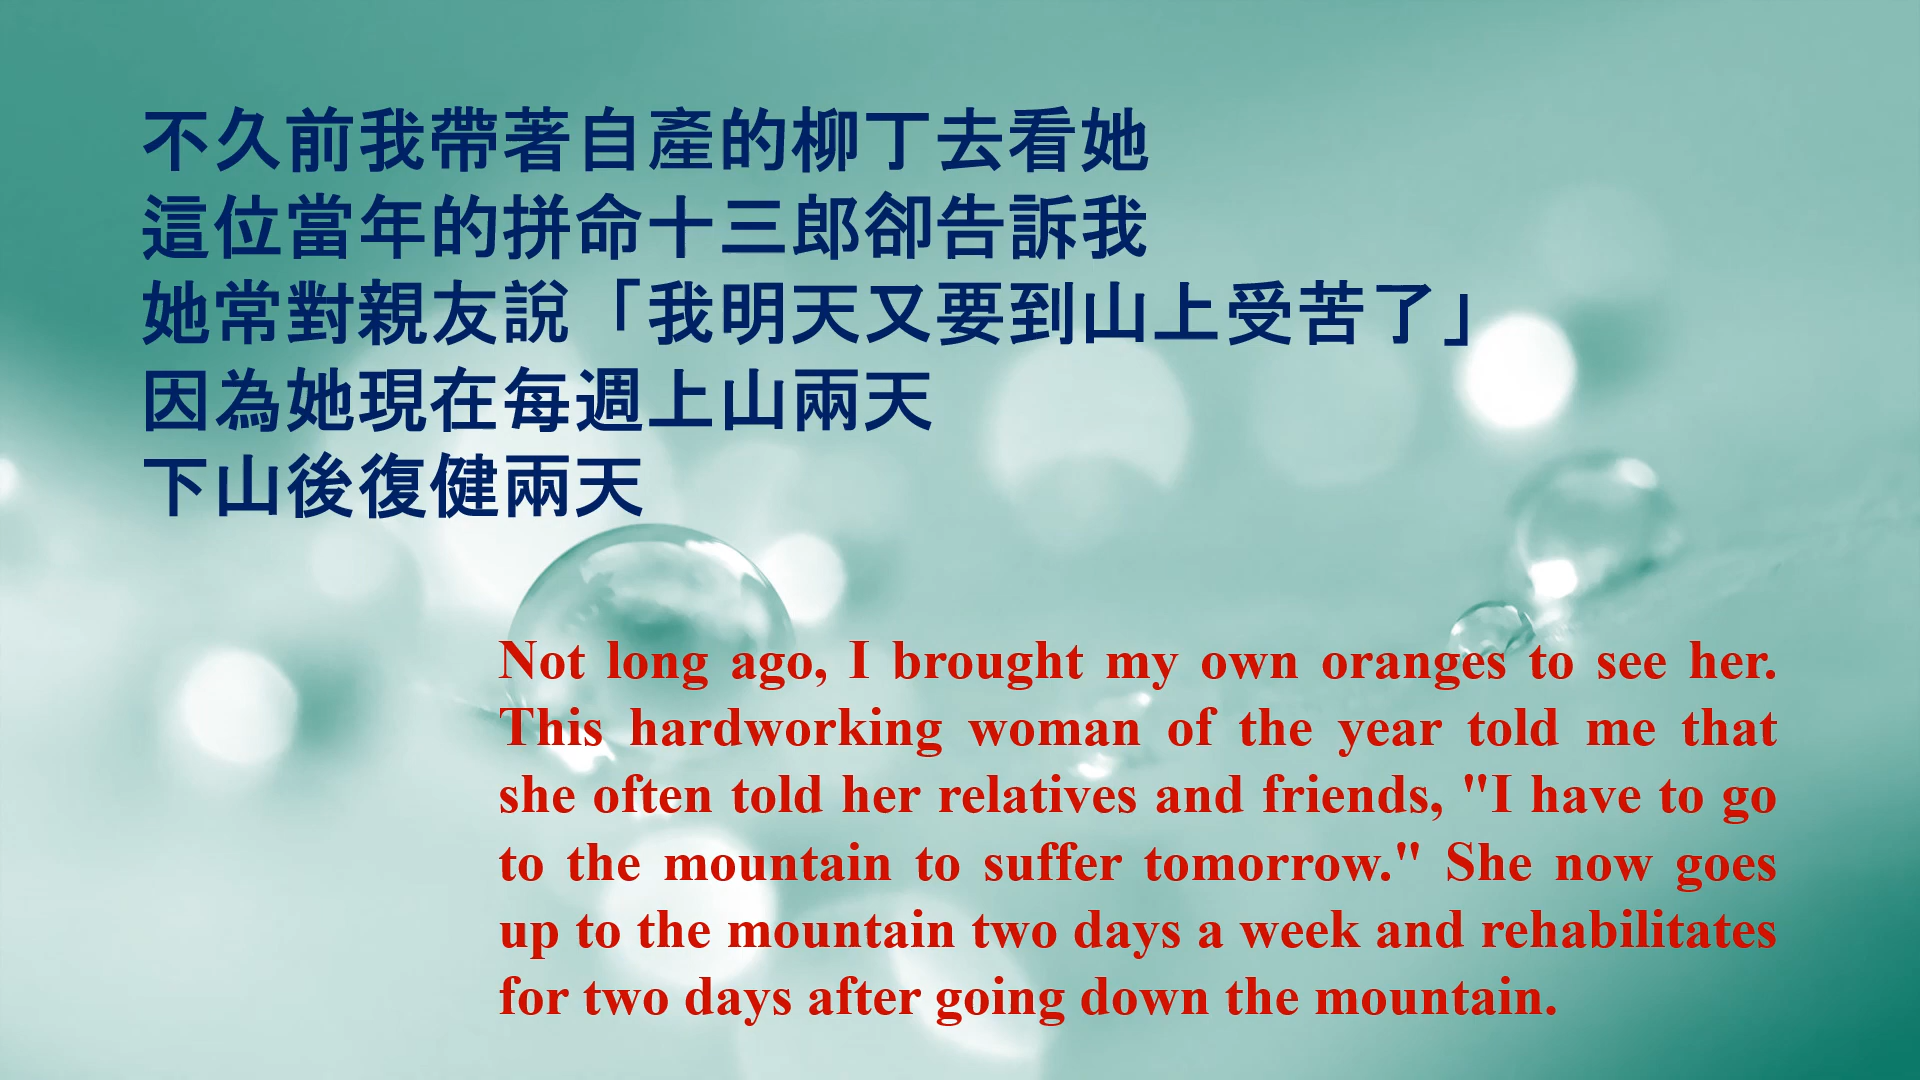 不久前我帶著自產的柳丁去看她
這位當年的拼命十三郎卻告訴我
她常對親友說「我明天又要到山上受苦了」
因為她現在每週上山兩天
下山後復健兩天
Not long ago, I brought my own oranges to see her.
This hardworking woman of the year told me that
she often told her relatives and friends, "I have to go
to the mountain to suffer tomorrow." She now goes
up to the mountain two days a week and rehabilitates
for two days after going down the mountain.